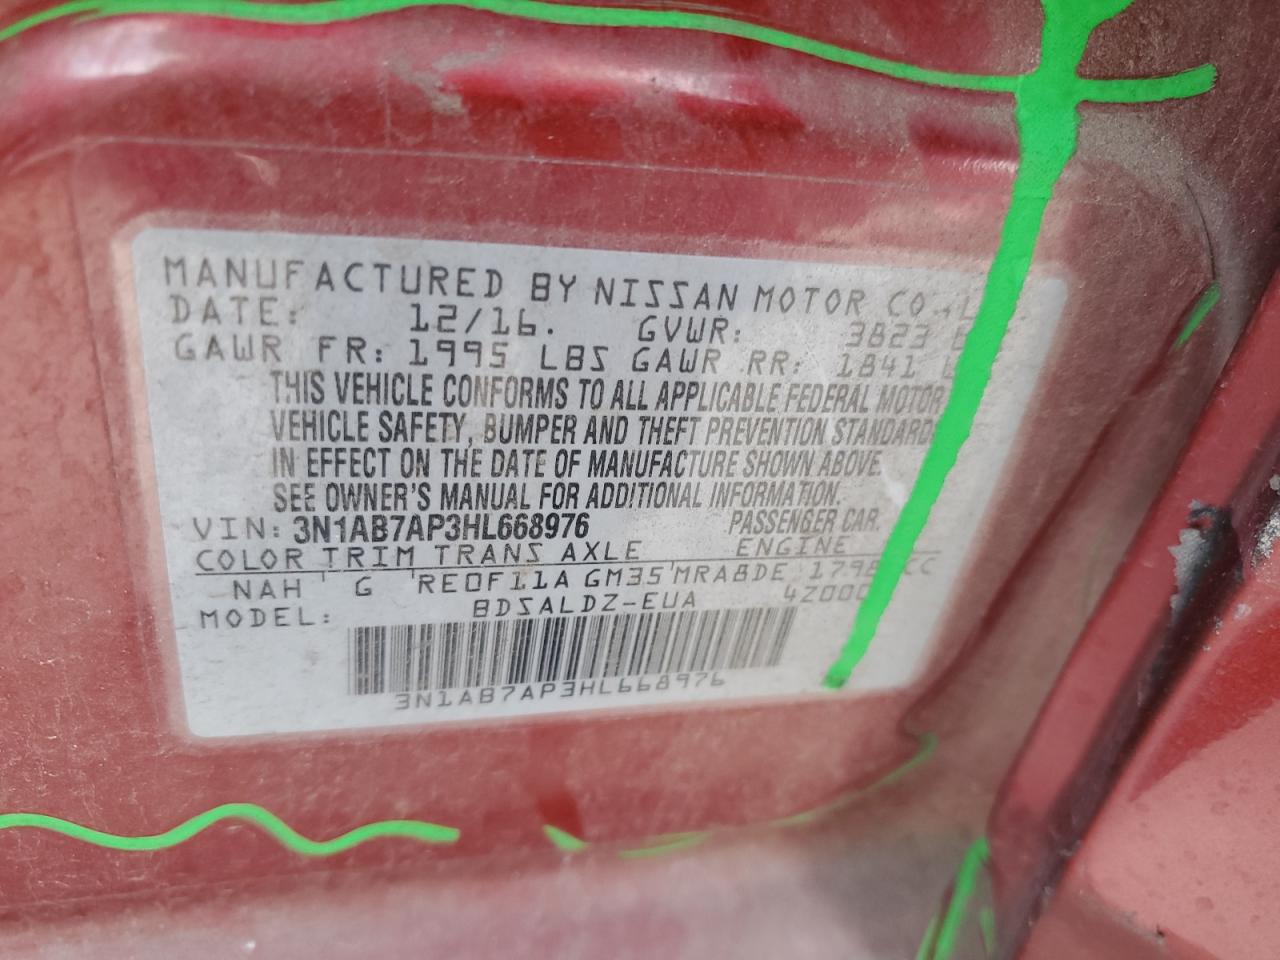 MANUFACTURED BY NISSAN MOTOR CO.,L
DATE: 12/16. GVWR: 3823
GAWR FR: 1995 LBS GAWR RR: 1841 L
THIS VEHICLE CONFORMS TO ALL APPLICABLE FEDERAL MOTOR
VEHICLE SAFETY, BUMPER AND THEFT PREVENTION STANDARDS
IN EFFECT ON THE DATE OF MANUFACTURE SHOWN ABOVE.
SEE OWNER'S MANUAL FOR ADDITIONAL INFORMATION.
VIN: 3N1AB7AP3HL668976 PASSENGER CAR.
COLOR TRIM TRANS AXLE ENGINE
NAH G RE0F11A GM35 MRA8DE 1798 CC
MODEL: BDSALDZ-EUA 4Z000
3N1AB7AP3HL668976